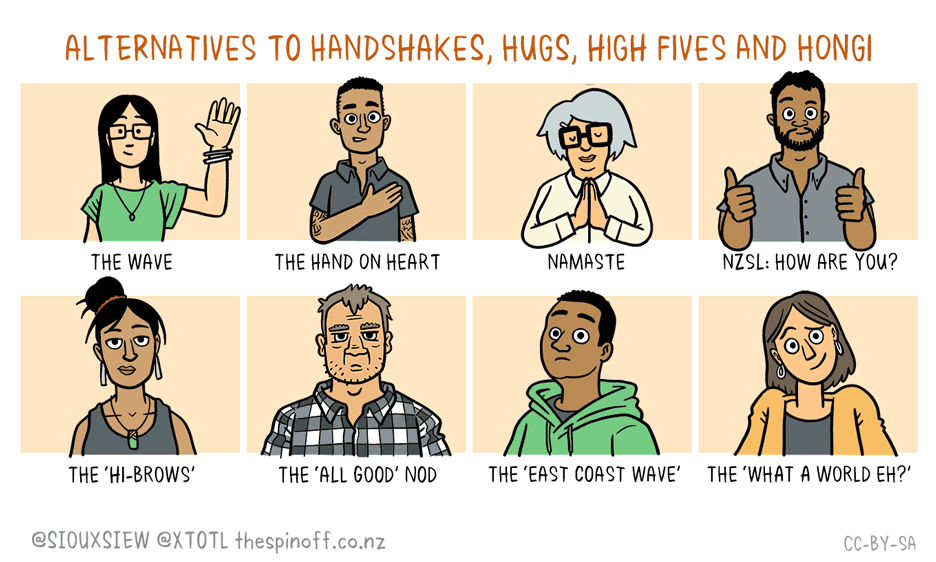 ALTERNATIVES TO HANDSHAKES, HUGS, HIGH FIVES AND HONGI
THE WAVE
THE HAND ON HEART
NAMASTE
NZSL: HOW ARE YOU?
THE 'HI-BROWS'
THE 'ALL GOOD' NOD
THE 'EAST COAST WAVE'
THE 'WHAT A WORLD EH?'
@SIOUXSIEW @XTOTL thespinoff.co.nz
CC-BY-SA